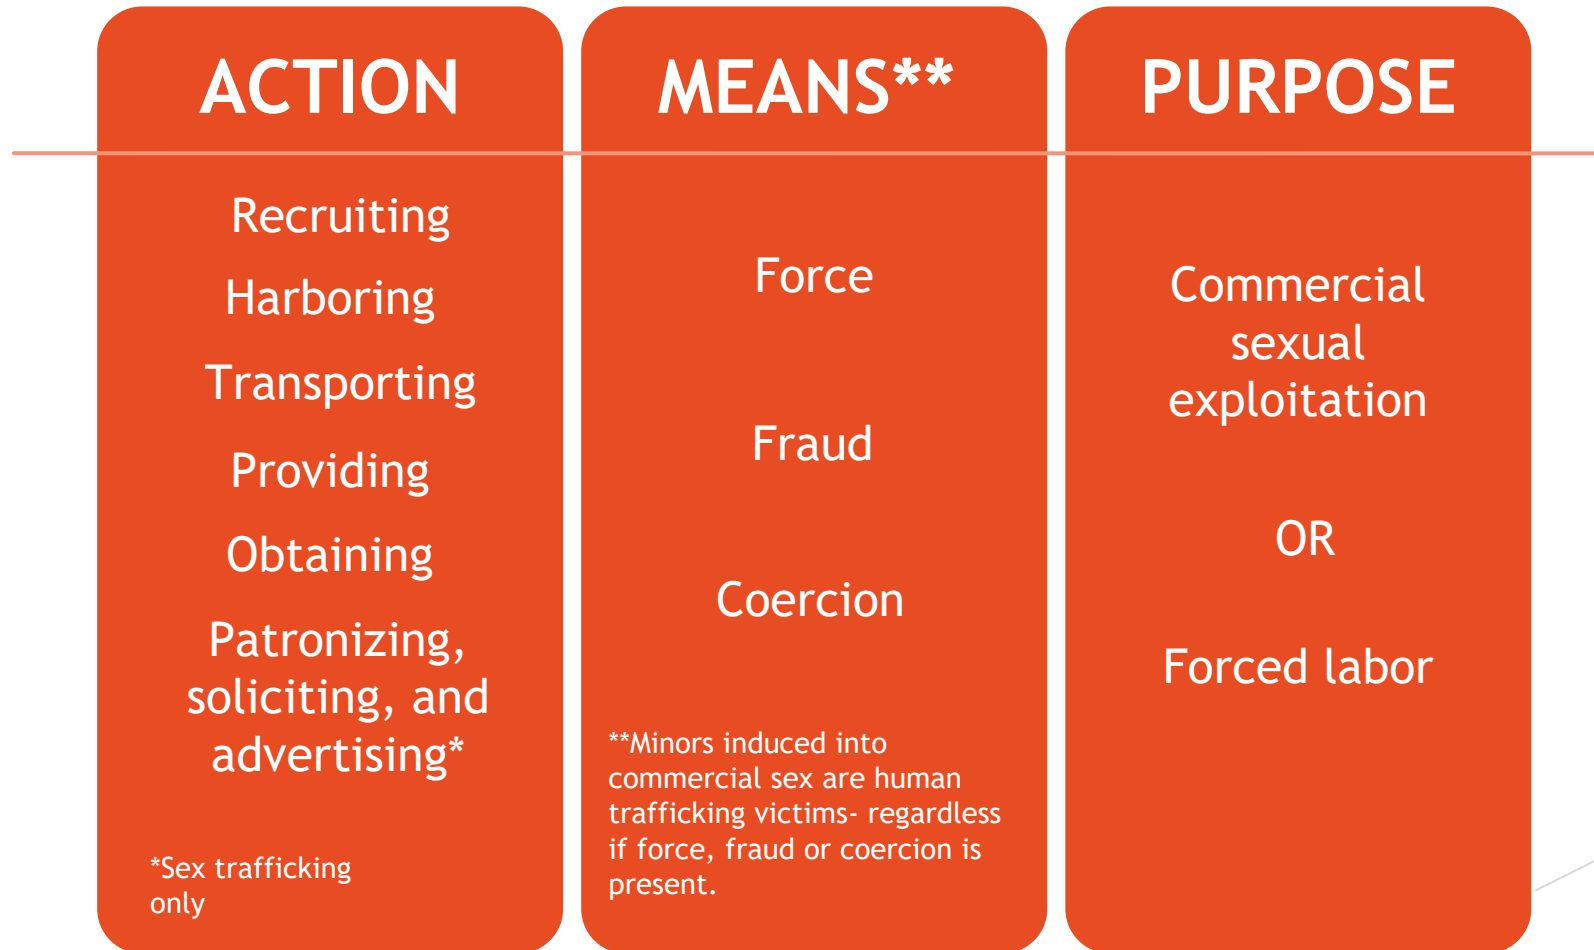 ACTION
Recruiting
Harboring
Transporting
Providing
Obtaining
Patronizing,
soliciting, and
advertising*
*Sex trafficking
only
MEANS**
Force
Fraud
Coercion
**Minors induced into
commercial sex are human
trafficking victims- regardless
if force, fraud or coercion is
present.
PURPOSE
Commercial
sexual
exploitation
OR
Forced labor